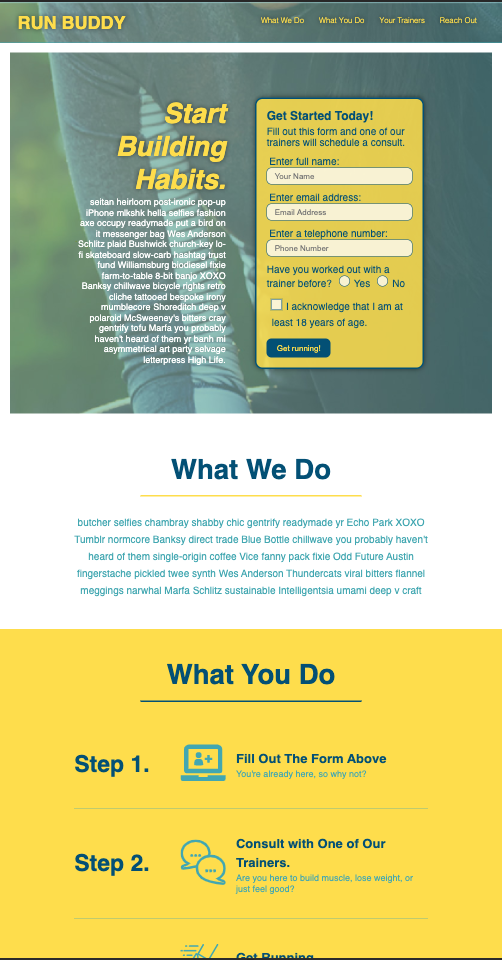 RUN BUDDY
What We Do What You Do Your Trainers Reach Out
Start
Building
Habits.
seitan heirloom post-ironic pop-up
iPhone mlkshk hella selfies fashion
axe occupy readymade put a bird on
it messenger bag Wes Anderson
Schlitz plaid Bushwick church-key lo-
fi skateboard slow-carb hashtag trust
fund Williamsburg biodiesel fixie
farm-to-table 8-bit banjo XOXO
Banksy chillwave bicycle rights retro
cliche tattooed bespoke irony
mumblecore Shoreditch deep v
polaroid McSweeney's bitters cray
gentrify tofu Marfa you probably
haven't heard of them yr banh mi
asymmetrical art party selvage
letterpress High Life.
Get Started Today!
Fill out this form and one of our
trainers will schedule a consult.
Enter full name:
Your Name
Enter email address:
Email Address
Enter a telephone number:
Phone Number
Have you worked out with a
trainer before? Yes No
I acknowledge that I am at
least 18 years of age.
Get running!
What We Do
butcher selfies chambray shabby chic gentrify readymade yr Echo Park XOXO
Tumblr normcore Banksy direct trade Blue Bottle chillwave you probably haven't
heard of them single-origin coffee Vice fanny pack fixie Odd Future Austin
fingerstache pickled twee synth Wes Anderson Thundercats viral bitters flannel
meggings narwhal Marfa Schlitz sustainable Intelligentsia umami deep v craft
What You Do
Step 1.
Fill Out The Form Above
You're already here, so why not?
Step 2.
Consult with One of Our
Trainers.
Are you here to build muscle, lose weight, or
just feel good?
Get Running